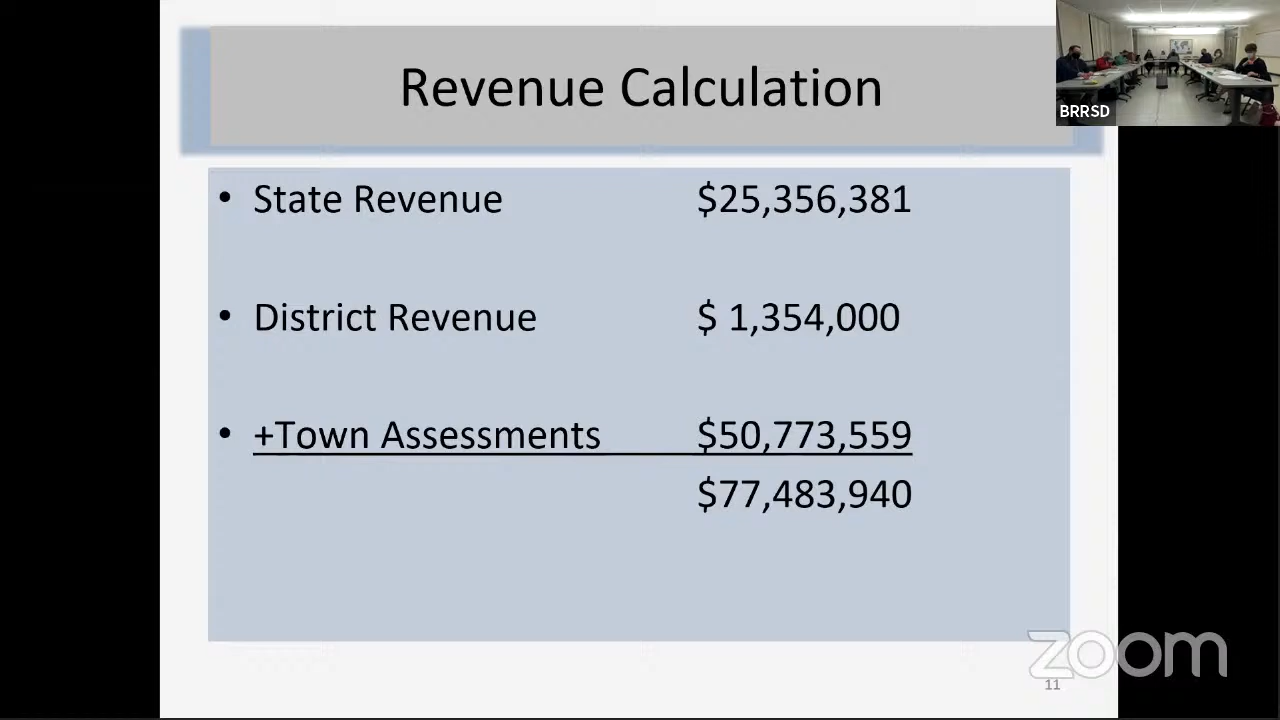 Revenue Calculation
BRRSD
• State Revenue $25,356,381
• District Revenue $ 1,354,000
• +Town Assessments $50,773,559
$77,483,940
zoom
11